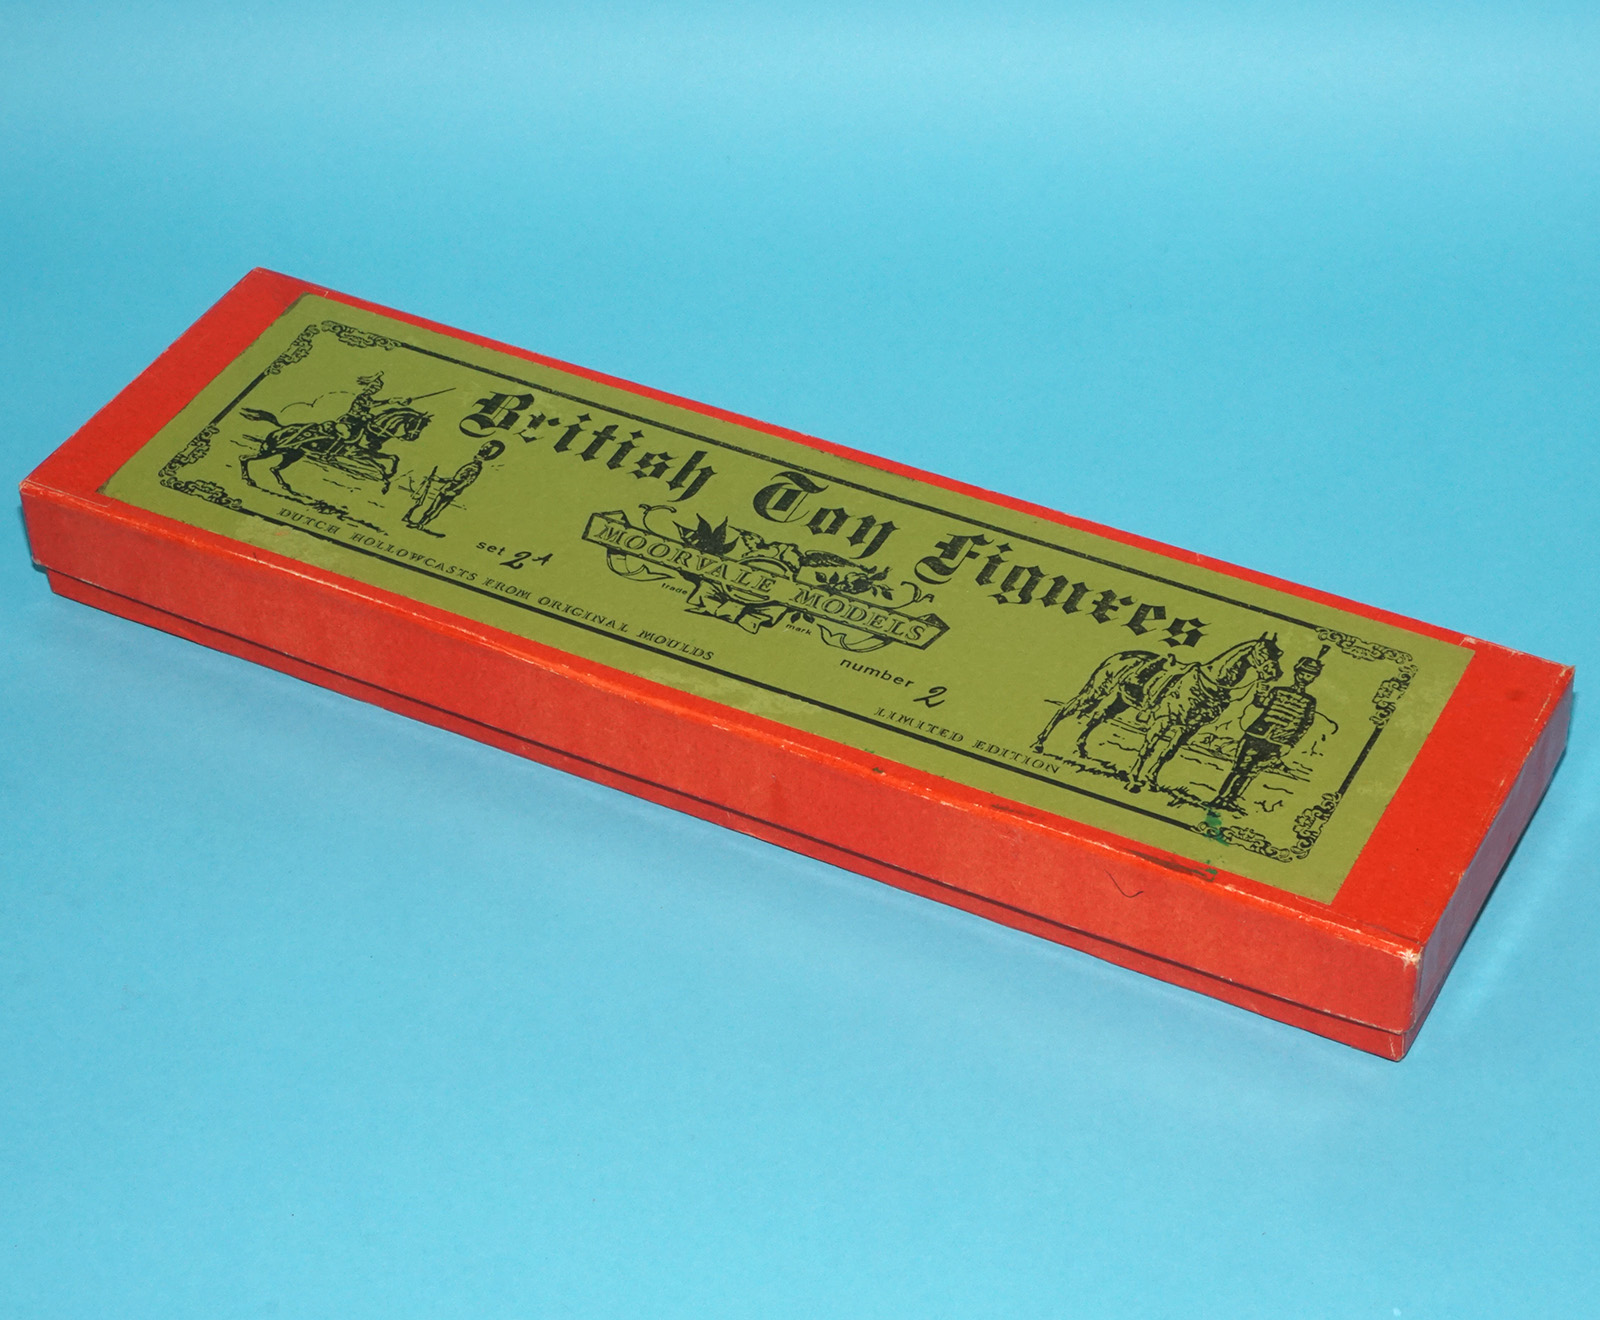 British Toy Figures
MOORVALE MODELS
trade mark
set 2A
number 2
DUTCH HOLLOWCASTS FROM ORIGINAL MOULDS
LIMITED EDITION